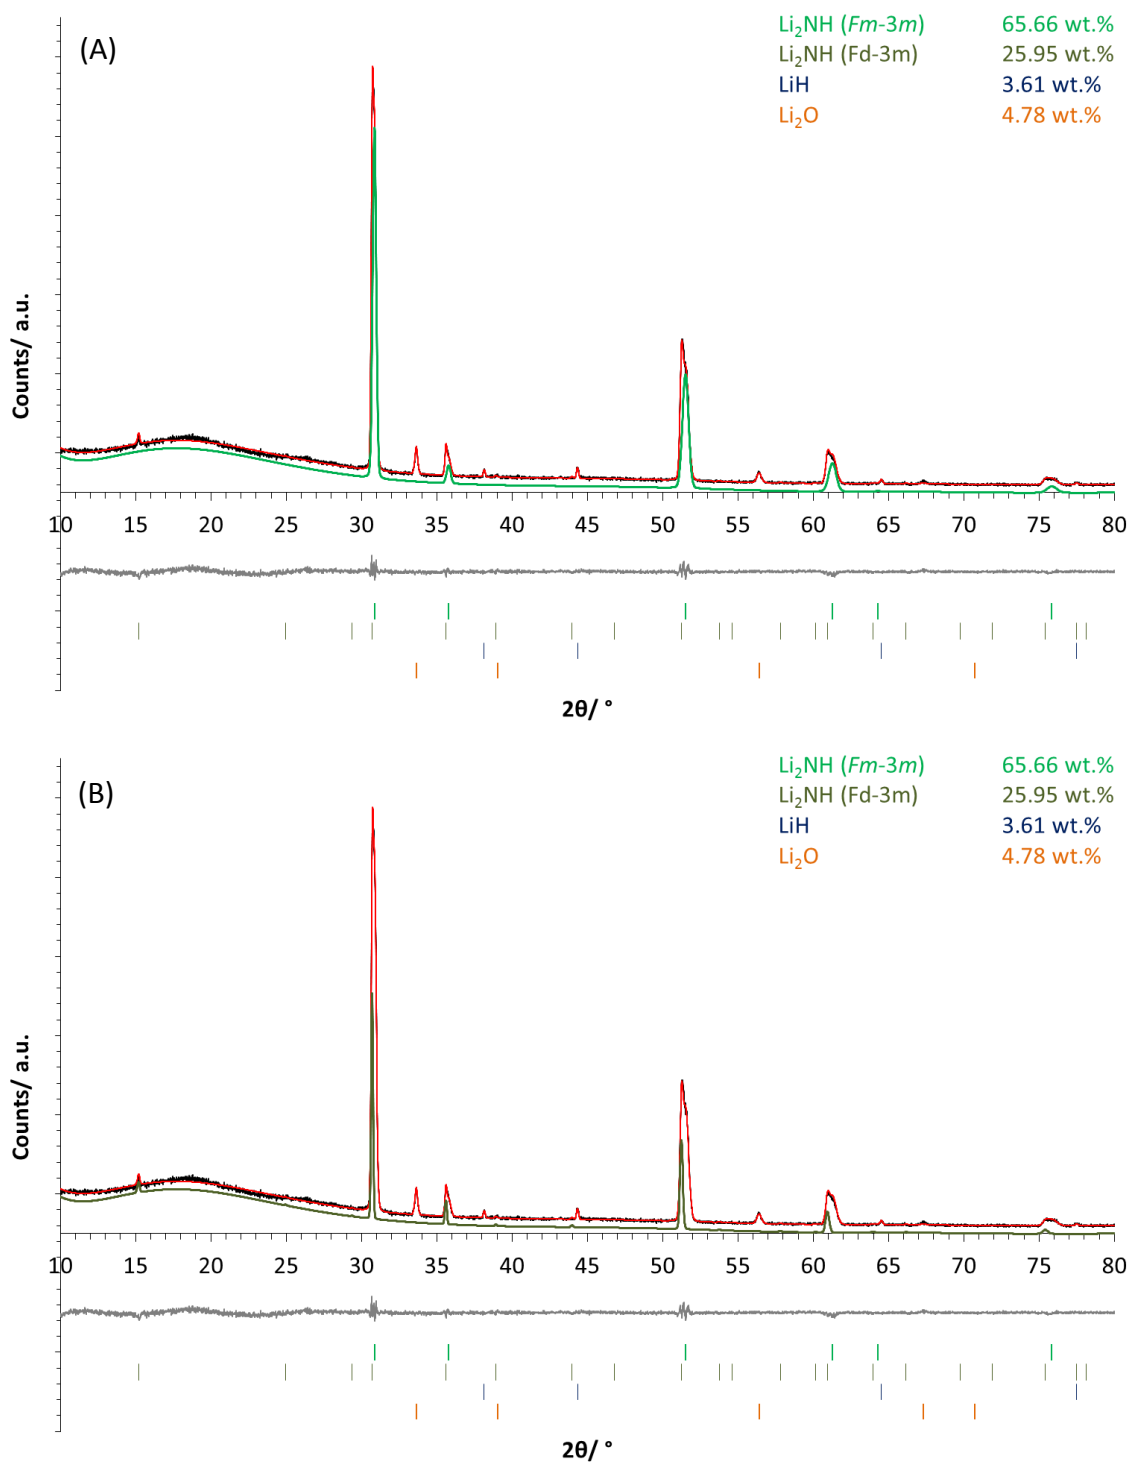 (A)
Li₂NH (Fm-3m) 65.66 wt.%
Li₂NH (Fd-3m) 25.95 wt.%
LiH 3.61 wt.%
Li₂O 4.78 wt.%
Counts/ a.u.
10 15 20 25 30 35 40 45 50 55 60 65 70 75 80
2θ/ °
(B)
Li₂NH (Fm-3m) 65.66 wt.%
Li₂NH (Fd-3m) 25.95 wt.%
LiH 3.61 wt.%
Li₂O 4.78 wt.%
Counts/ a.u.
10 15 20 25 30 35 40 45 50 55 60 65 70 75 80
2θ/ °